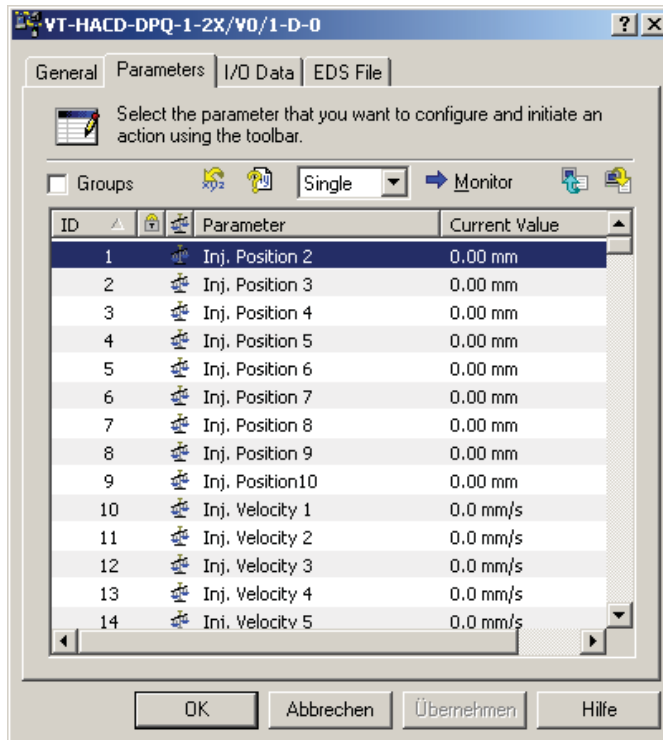 VT-HACD-DPQ-1-2X/V0/1-D-0
General Parameters I/O Data EDS File
Select the parameter that you want to configure and initiate an
action using the toolbar.
Groups Single Monitor
ID Parameter Current Value
1 Inj. Position 2 0.00 mm
2 Inj. Position 3 0.00 mm
3 Inj. Position 4 0.00 mm
4 Inj. Position 5 0.00 mm
5 Inj. Position 6 0.00 mm
6 Inj. Position 7 0.00 mm
7 Inj. Position 8 0.00 mm
8 Inj. Position 9 0.00 mm
9 Inj. Position10 0.00 mm
10 Inj. Velocity 1 0.0 mm/s
11 Inj. Velocity 2 0.0 mm/s
12 Inj. Velocity 3 0.0 mm/s
13 Inj. Velocity 4 0.0 mm/s
14 Inj. Velocity 5 0.0 mm/s
OK Abbrechen Übernehmen Hilfe